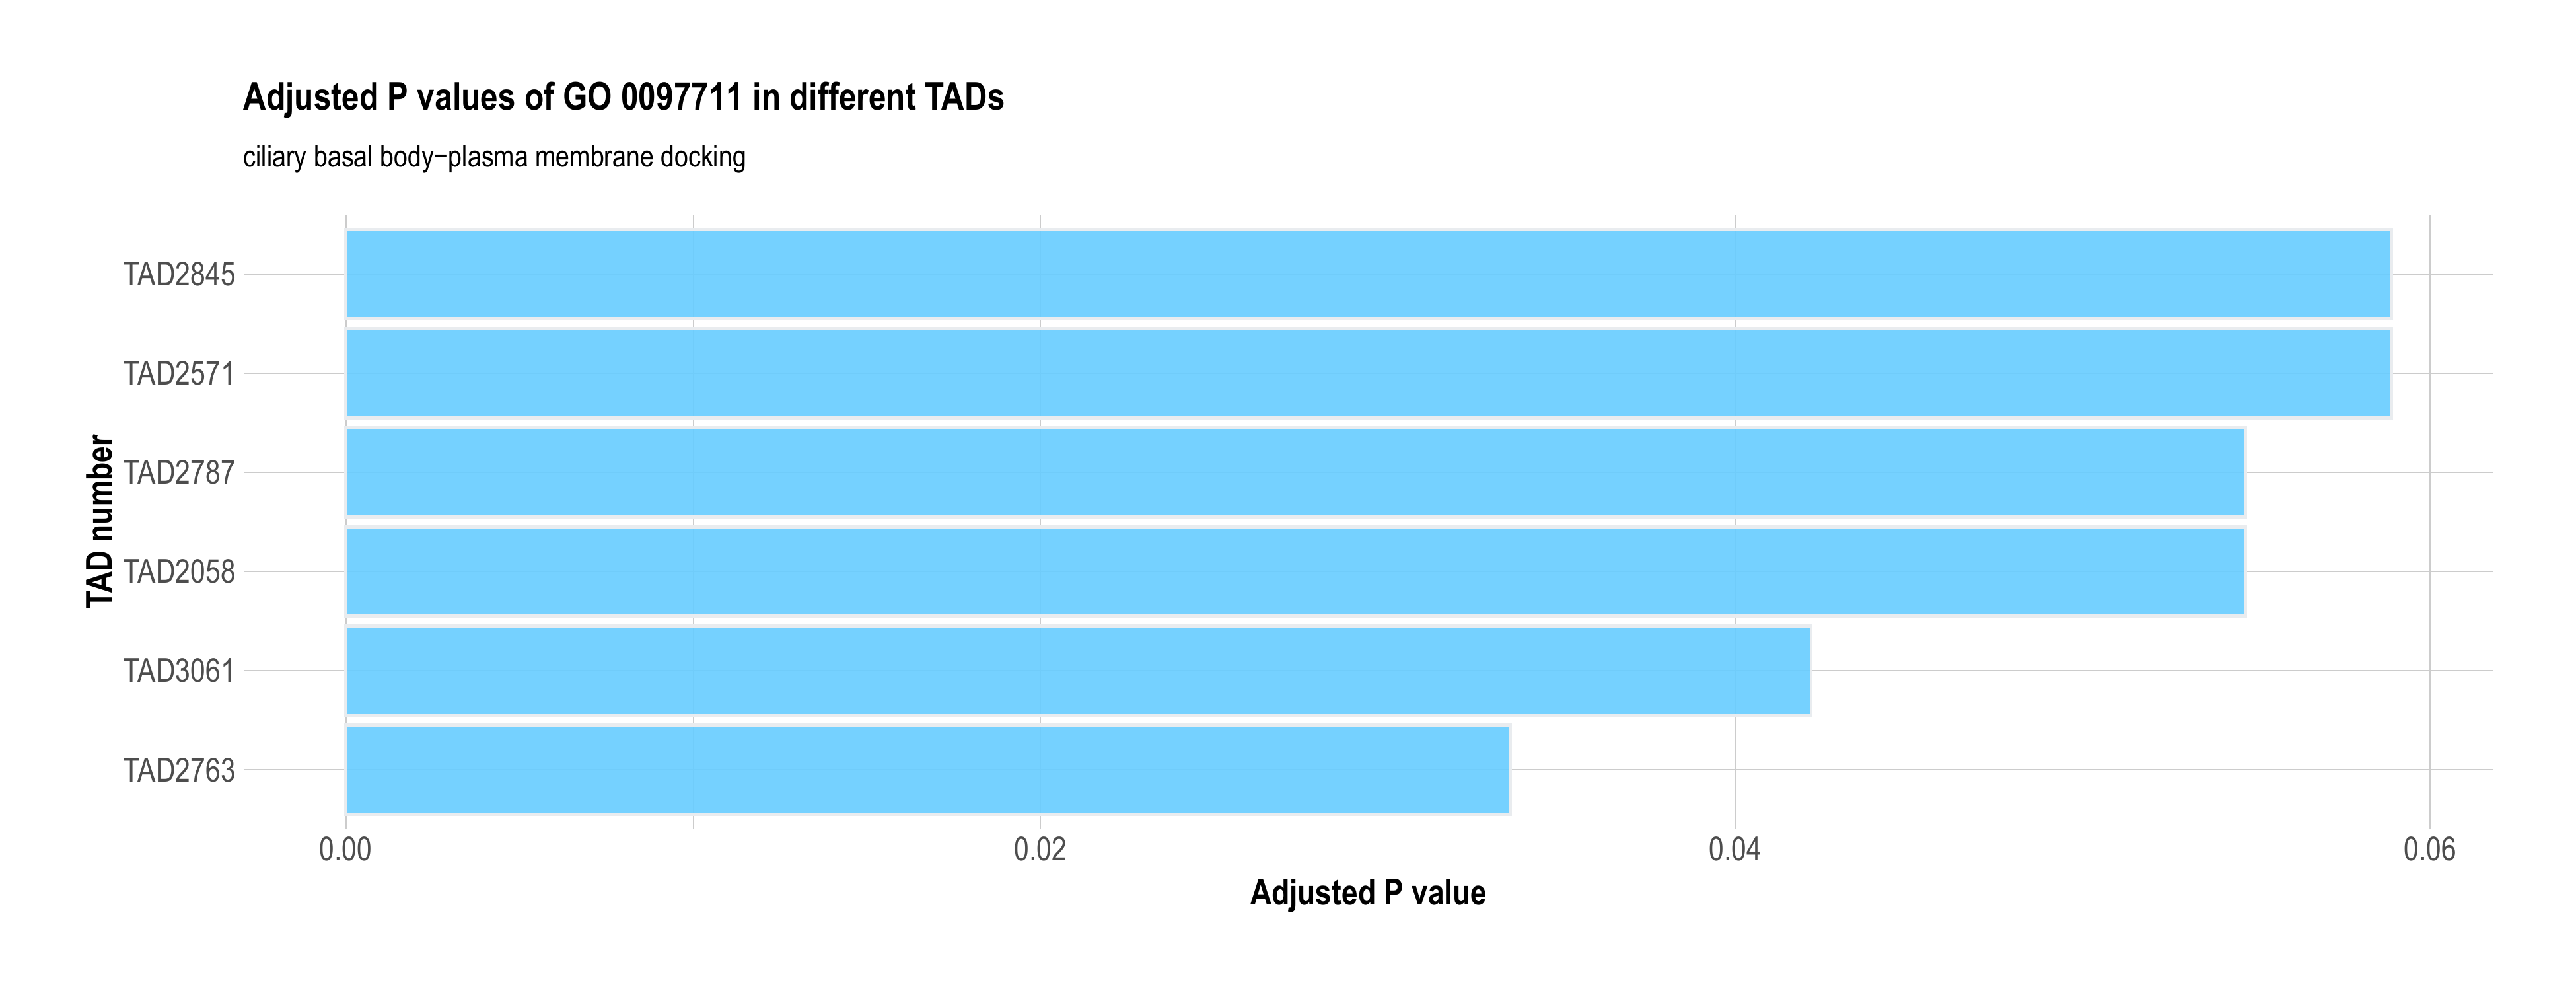 Adjusted P values of GO 0097711 in different TADs
ciliary basal body−plasma membrane docking
TAD number
TAD2845
TAD2571
TAD2787
TAD2058
TAD3061
TAD2763
0.00 0.02 0.04 0.06
Adjusted P value